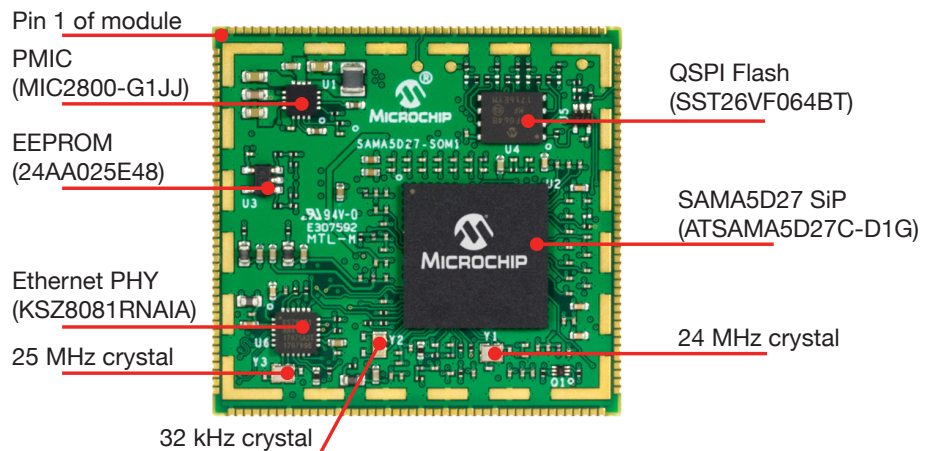 Pin 1 of module
PMIC
(MIC2800-G1JJ)
EEPROM
(24AA025E48)
Ethernet PHY
(KSZ8081RNAIA)
25 MHz crystal
32 kHz crystal
QSPI Flash
(SST26VF064BT)
SAMA5D27 SiP
(ATSAMA5D27C-D1G)
24 MHz crystal
U1
MICROCHIP
®
SAMA5D27-SOM1
U4
U5
U2
U3
94V-0
E307592
MTL-M
MICROCHIP
U6
Y3
Y2
Y1
Q1